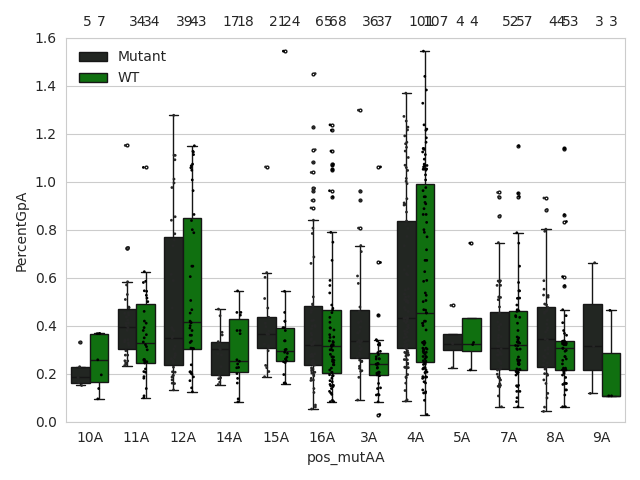 5 7 34 34 39 43 17 18 21 24 65 68 36 37 101 107 4 4 52 57 44 53 3 3
1.6
Mutant
WT
1.4
1.2
1.0
0.8
0.6
0.4
0.2
0.0
PercentGpA
10A 11A 12A 14A 15A 16A 3A 4A 5A 7A 8A 9A
pos_mutAA